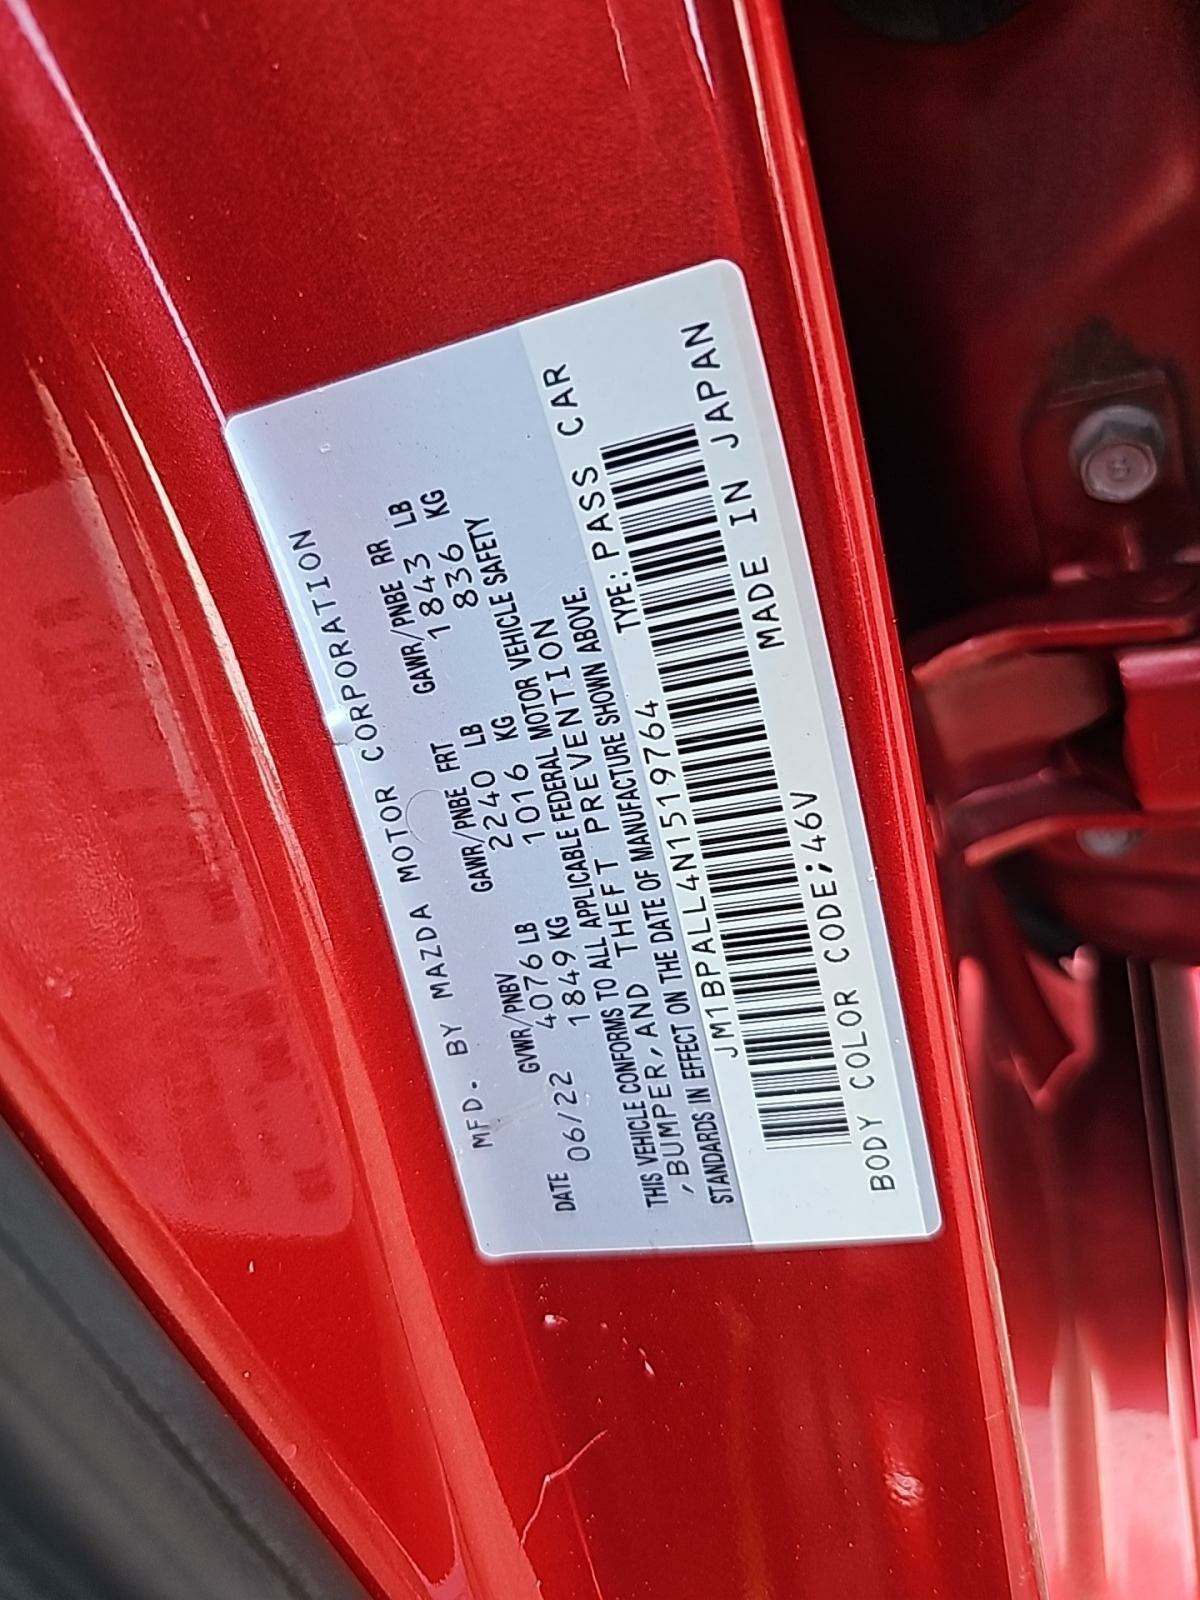 MFD. BY MAZDA MOTOR CORPORATION
GVWR/PNBV GAWR/PNBE FRT GAWR/PNBE RR
DATE 4076 LB 2240 LB 1843 LB
06/22 1849 KG 1016 KG 836 KG
THIS VEHICLE CONFORMS TO ALL APPLICABLE FEDERAL MOTOR VEHICLE SAFETY
,BUMPER,AND THEFT PREVENTION
STANDARDS IN EFFECT ON THE DATE OF MANUFACTURE SHOWN ABOVE.
JM1BPALL4N1519764 TYPE: PASS CAR
BODY COLOR CODE;46V MADE IN JAPAN